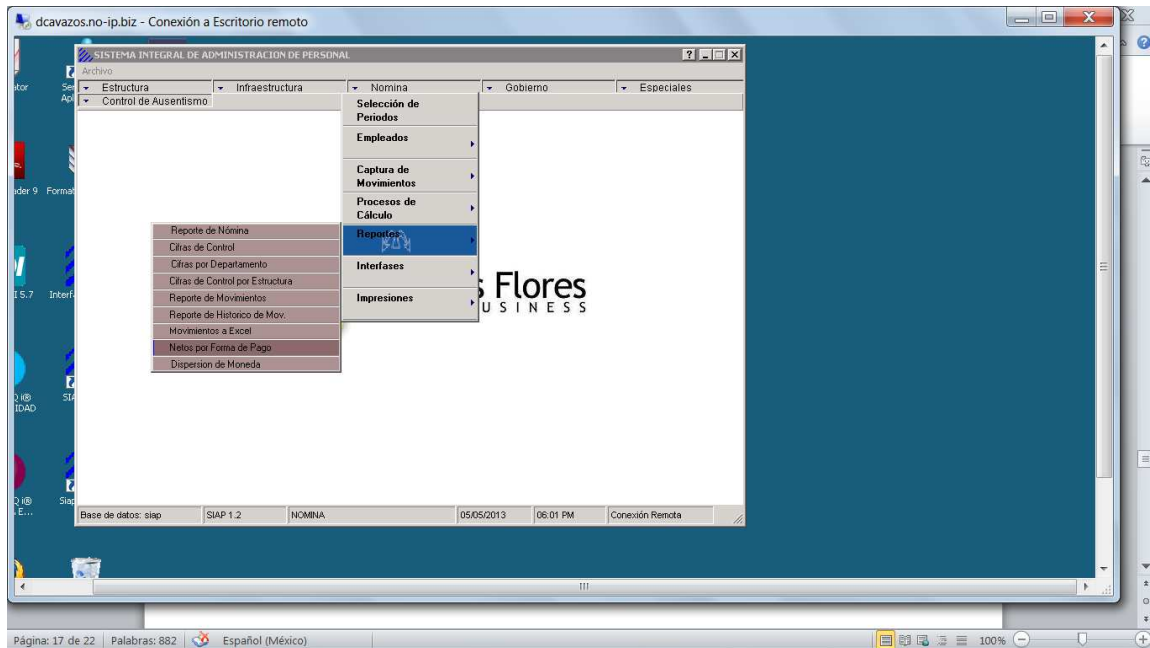 dcavazos.no-ip.biz - Conexión a Escritorio remoto
SISTEMA INTEGRAL DE ADMINISTRACION DE PERSONAL
Archivo
Estructura
Infraestructura
Nomina
Gobierno
Especiales
Control de Ausentismo
Selección de
Periodos
Empleados
Captura de
Movimientos
Procesos de
Cálculo
Reportes
Interfases
Impresiones
Reporte de Nómina
Cifras de Control
Cifras por Departamento
Cifras de Control por Estructura
Reporte de Movimientos
Reporte de Historico de Mov.
Movimientos a Excel
Netos por Forma de Pago
Dispersion de Moneda
Flores
Base de datos: siap
SIAP 1.2
NOMINA
05/05/2013
06:01 PM
Conexión Remota
Página: 17 de 22
Palabras: 882
Español (México)
100%